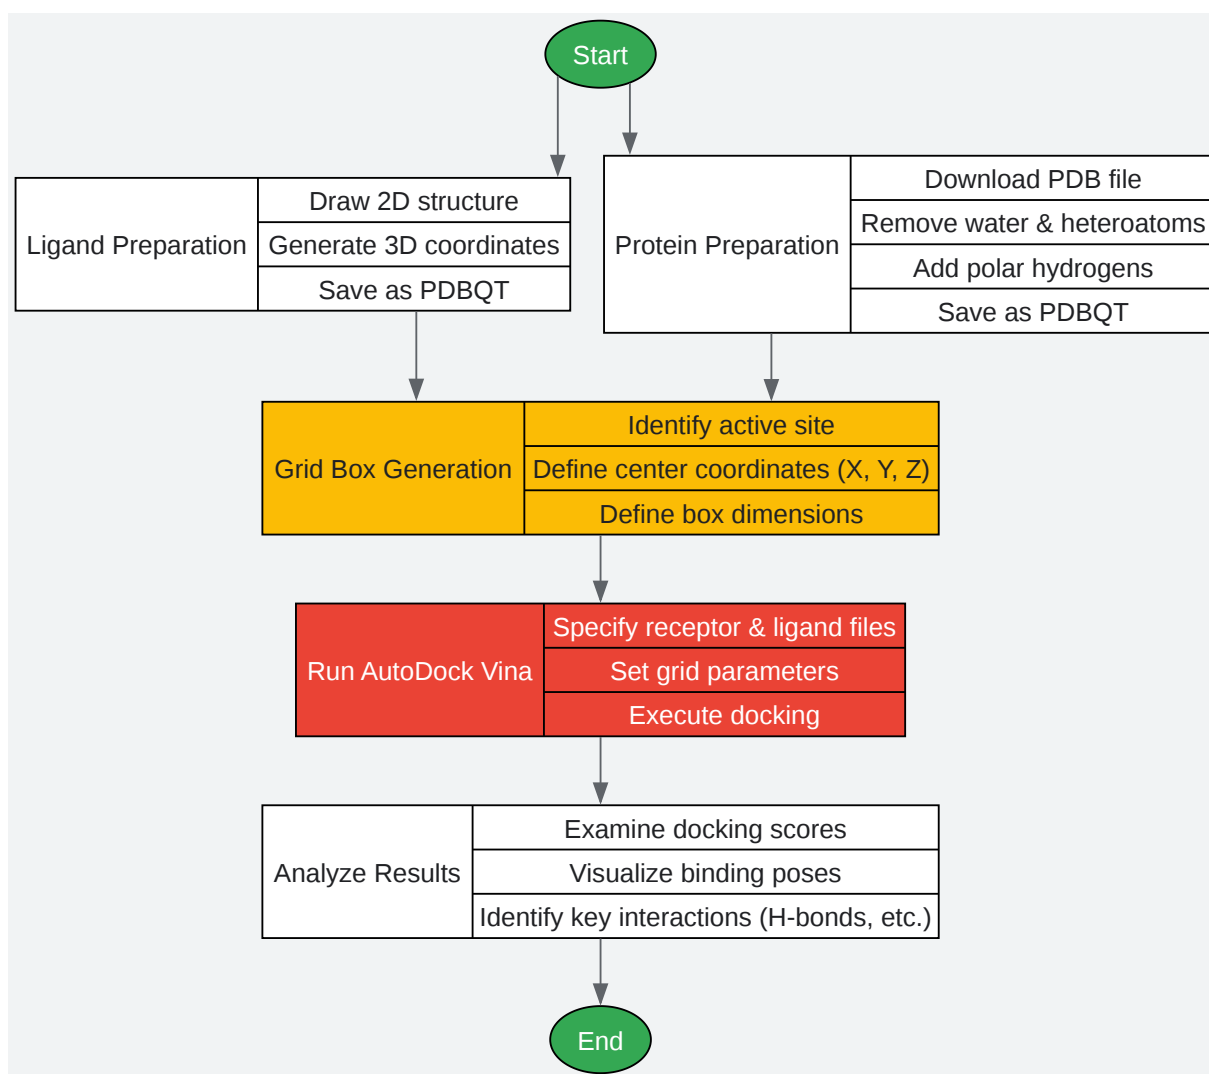 Start
Ligand Preparation
Draw 2D structure
Generate 3D coordinates
Save as PDBQT
Protein Preparation
Download PDB file
Remove water & heteroatoms
Add polar hydrogens
Save as PDBQT
Grid Box Generation
Identify active site
Define center coordinates (X, Y, Z)
Define box dimensions
Run AutoDock Vina
Specify receptor & ligand files
Set grid parameters
Execute docking
Analyze Results
Examine docking scores
Visualize binding poses
Identify key interactions (H-bonds, etc.)
End